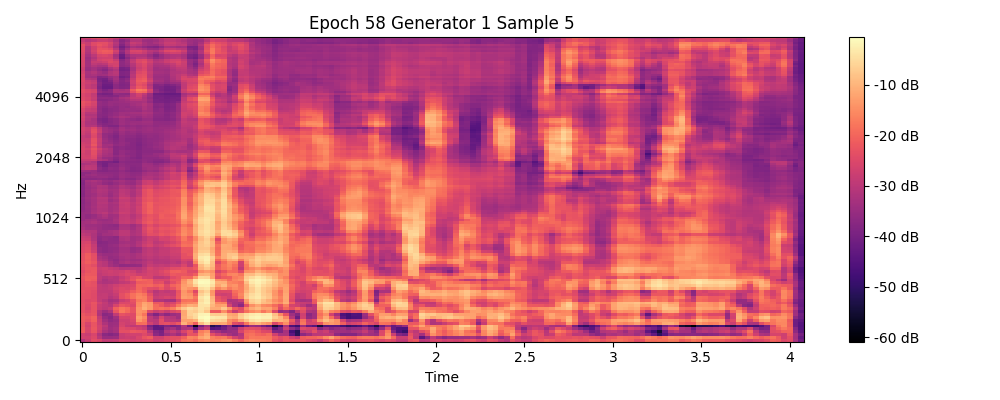 Epoch 58 Generator 1 Sample 5
Hz
4096
2048
1024
512
0
0 0.5 1 1.5 2 2.5 3 3.5 4
Time
-10 dB
-20 dB
-30 dB
-40 dB
-50 dB
-60 dB